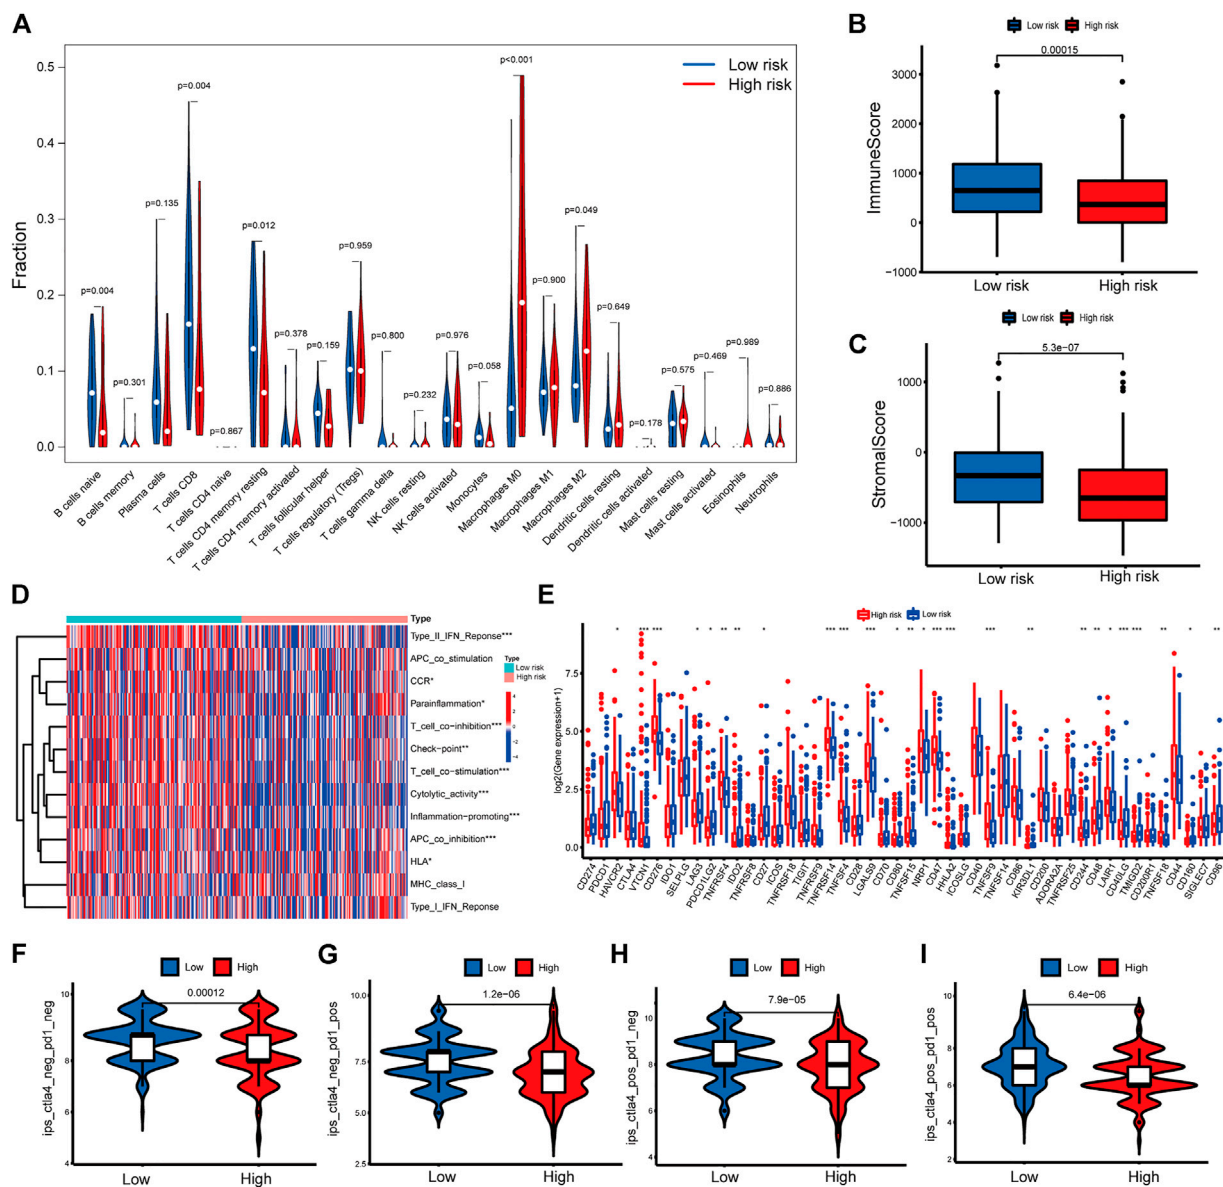 A
Low risk
High risk
Fraction
0.5
0.4
0.3
0.2
0.1
0.0
p=0.004
p=0.301
p=0.135
p=0.004
p=0.867
p=0.012
p=0.378
p=0.159
p=0.959
p=0.800
p=0.232
p=0.976
p=0.058
p<0.001
p=0.900
p=0.049
p=0.649
p=0.178
p=0.575
p=0.469
p=0.989
p=0.886
B cells naive
B cells memory
Plasma cells
T cells CD8
T cells CD4 naive
T cells CD4 memory resting
T cells CD4 memory activated
T cells follicular helper
T cells regulatory (Tregs)
T cells gamma delta
NK cells resting
NK cells activated
Monocytes
Macrophages M0
Macrophages M1
Macrophages M2
Dendritic cells resting
Dendritic cells activated
Mast cells resting
Mast cells activated
Eosinophils
Neutrophils
B
Low risk High risk
0.00015
ImmuneScore
3000
2000
1000
0
−1000
Low risk High risk
C
Low risk High risk
5.3e−07
StromalScore
1000
0
−1000
Low risk High risk
D
Type
Type_II_IFN_Reponse***
APC_co_stimulation
CCR*
Parainflammation*
T_cell_co−inhibition***
Check−point**
T_cell_co−stimulation***
Cytolytic_activity***
Inflammation−promoting***
APC_co_inhibition***
HLA*
MHC_class_I
Type_I_IFN_Reponse
Type
Low risk
High risk
4
2
0
−2
−4
E
High risk Low risk
log2(Gene expression+1)
7.5
5.0
2.5
0.0
* *** *** * * ** ** * *** *** *** * ** * *** *** *** ** ** ** * *** *** ** * **
CD274
PDCD1
HAVCR2
CTLA4
VTCN1
CD276
IDO1
SELPLG
LAG3
PDCD1LG2
TNFRSF4
IDO2
TNFRSF8
CD27
ICOS
TNFRSF18
TIGIT
TNFRSF9
TNFRSF14
TNFSF4
CD28
LGALS9
CD70
CD80
TNFSF15
NRP1
CD47
HHLA2
ICOSLG
CD40
TNFSF9
TNFSF14
CD86
KIR3DL1
CD200
ADORA2A
TNFRSF25
CD244
CD48
LAIR1
CD40LG
TMIGD2
CD200R1
TNFSF18
CD44
CD160
SIGLEC7
CD96
F
Low High
0.00012
ips_ctla4_neg_pd1_neg
10
8
6
4
Low High
G
Low High
1.2e−06
ips_ctla4_neg_pd1_pos
10.0
7.5
5.0
2.5
Low High
H
Low High
7.9e−05
ips_ctla4_pos_pd1_neg
10
8
6
4
Low High
I
Low High
6.4e−06
ips_ctla4_pos_pd1_pos
10
8
6
4
2
Low High